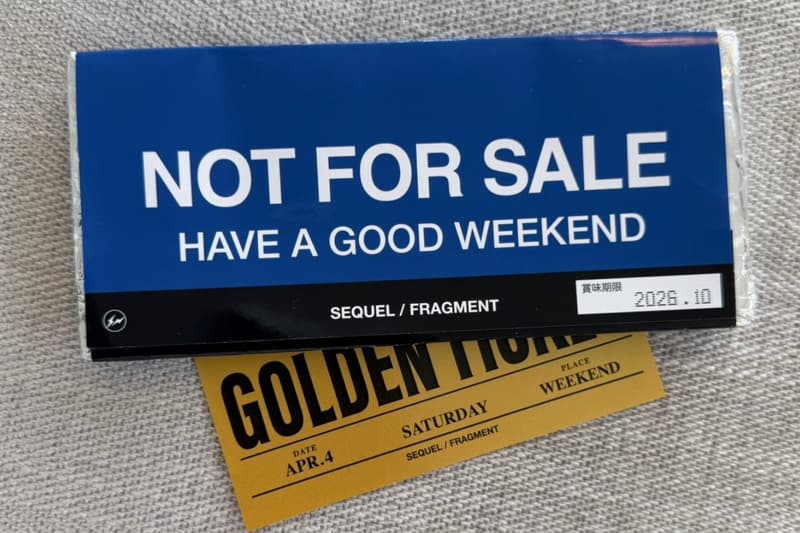 NOT FOR SALE
HAVE A GOOD WEEKEND
SEQUEL / FRAGMENT
賞味期限
2026.10
GOLDEN
DATE
APR.4
SATURDAY
PLACE
WEEKEND
SEQUEL / FRAGMENT